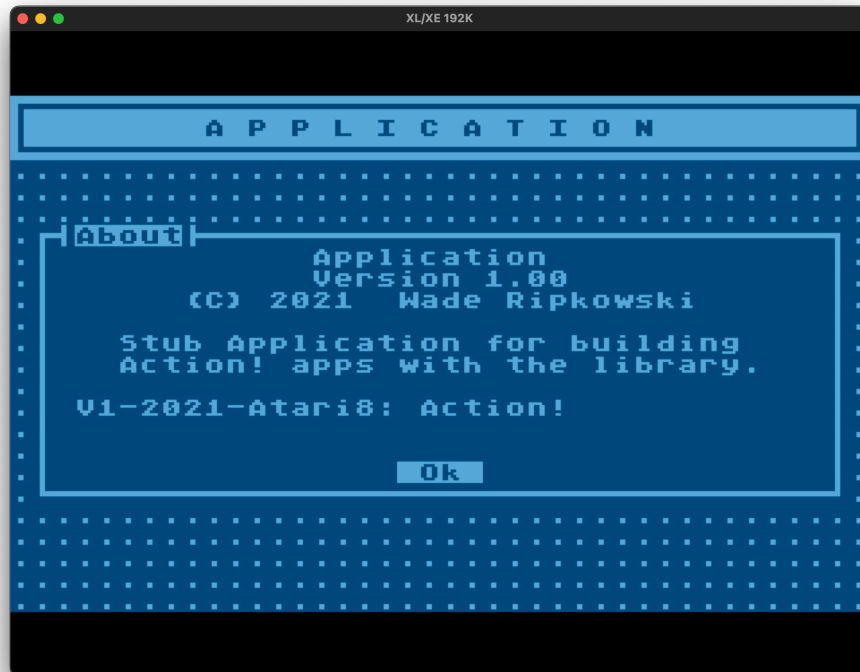 XL/XE 192K
A P P L I C A T I O N
About
Application
Version 1.00
(C) 2021  Wade Ripkowski
Stub Application for building
Action! apps with the library.
V1-2021-Atari8: Action!
Ok